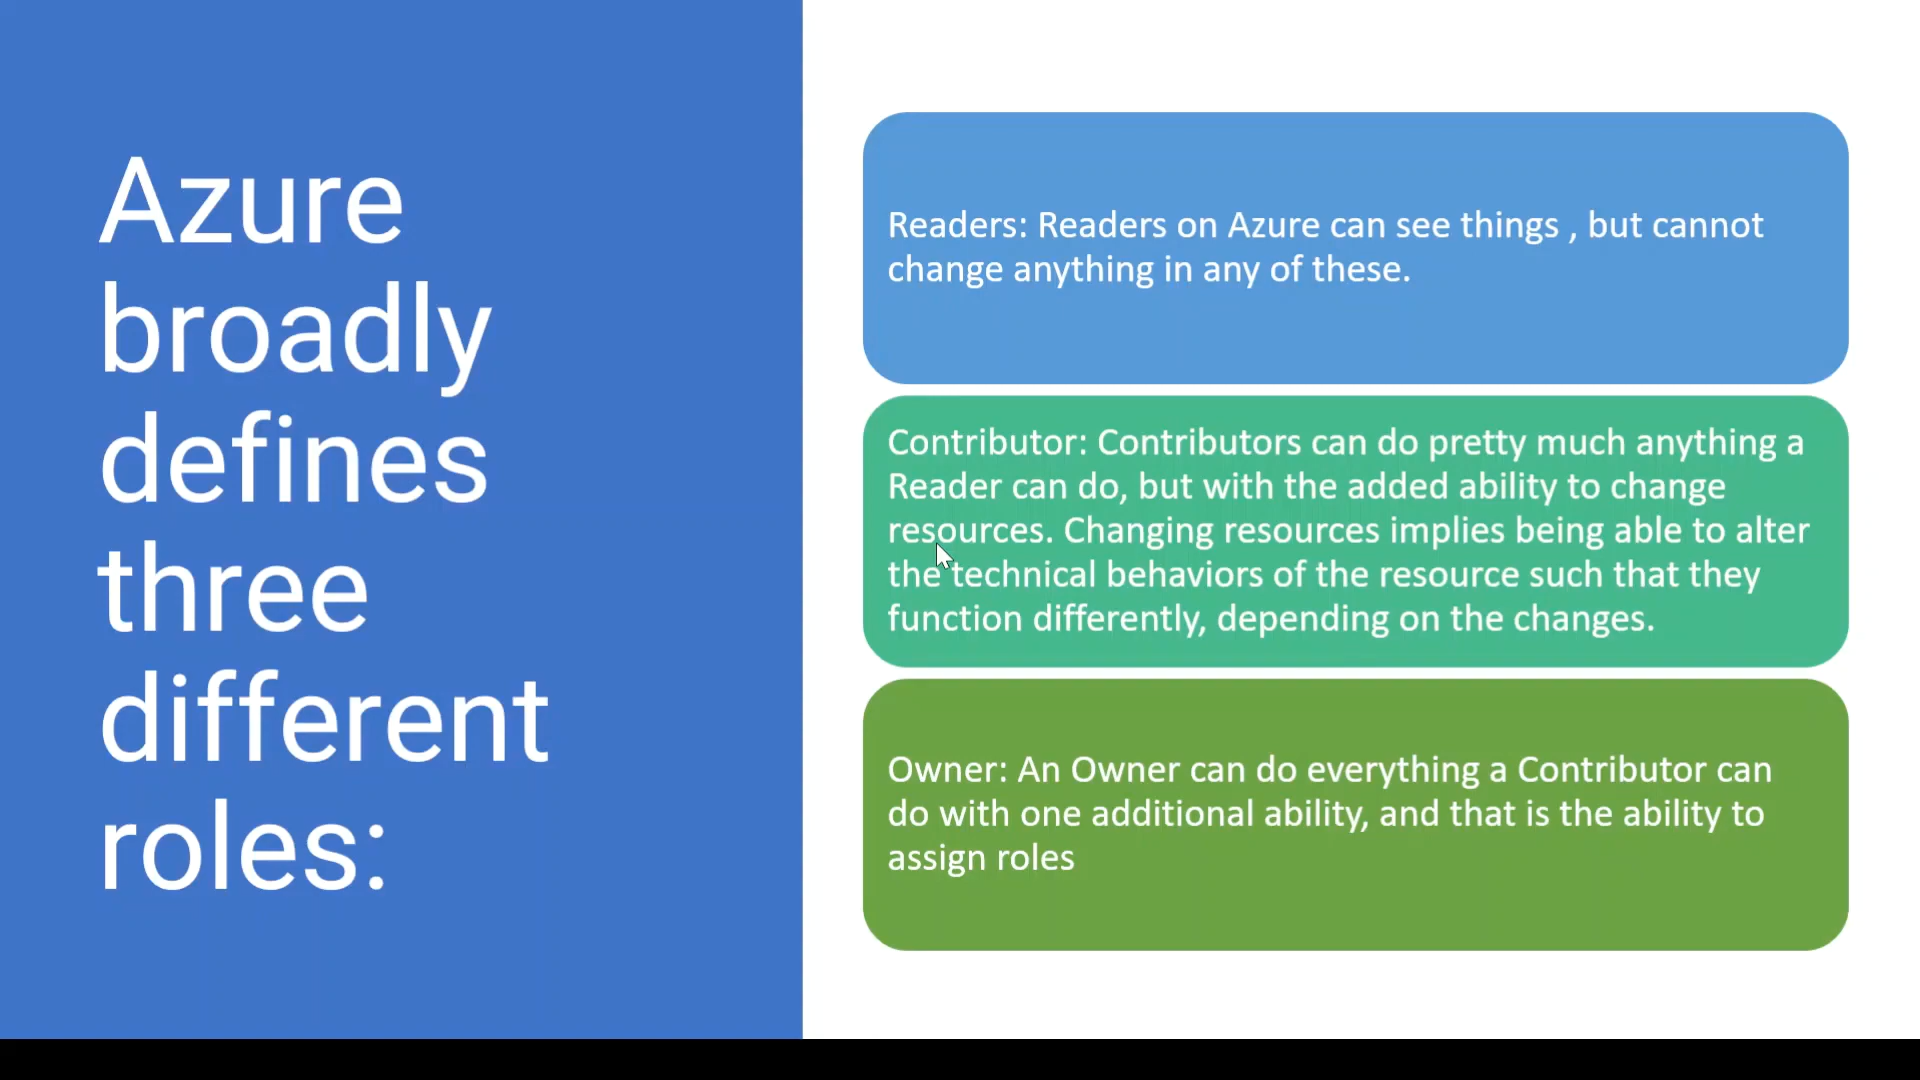 Azure
broadly
defines
three
different
roles:
Readers: Readers on Azure can see things , but cannot
change anything in any of these.
Contributor: Contributors can do pretty much anything a
Reader can do, but with the added ability to change
resources. Changing resources implies being able to alter
the technical behaviors of the resource such that they
function differently, depending on the changes.
Owner: An Owner can do everything a Contributor can
do with one additional ability, and that is the ability to
assign roles